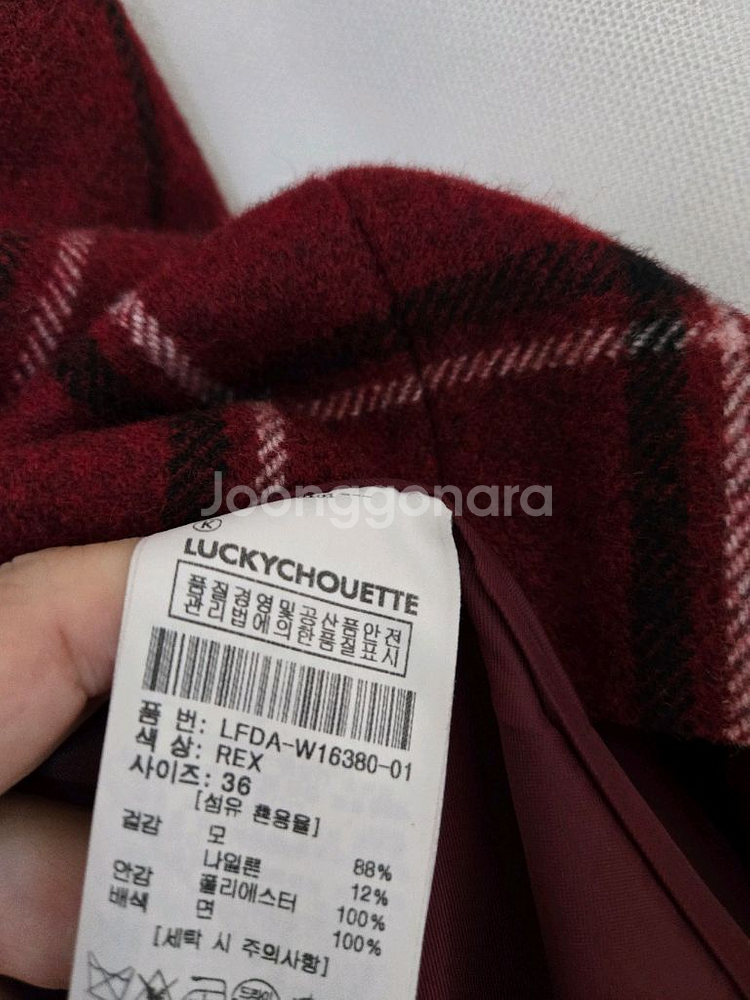 Joonggonara
K
LUCKYCHOUETTE
품질경영및공산품안전
관리법에의한품질표시
품 번: LFDA-W16380-01
색 상: REX
사이즈: 36
[섬유 혼용율]
겉감 모 88%
나일론 12%
안감 폴리에스터 100%
배색 면 100%
[세탁 시 주의사항]
드라이